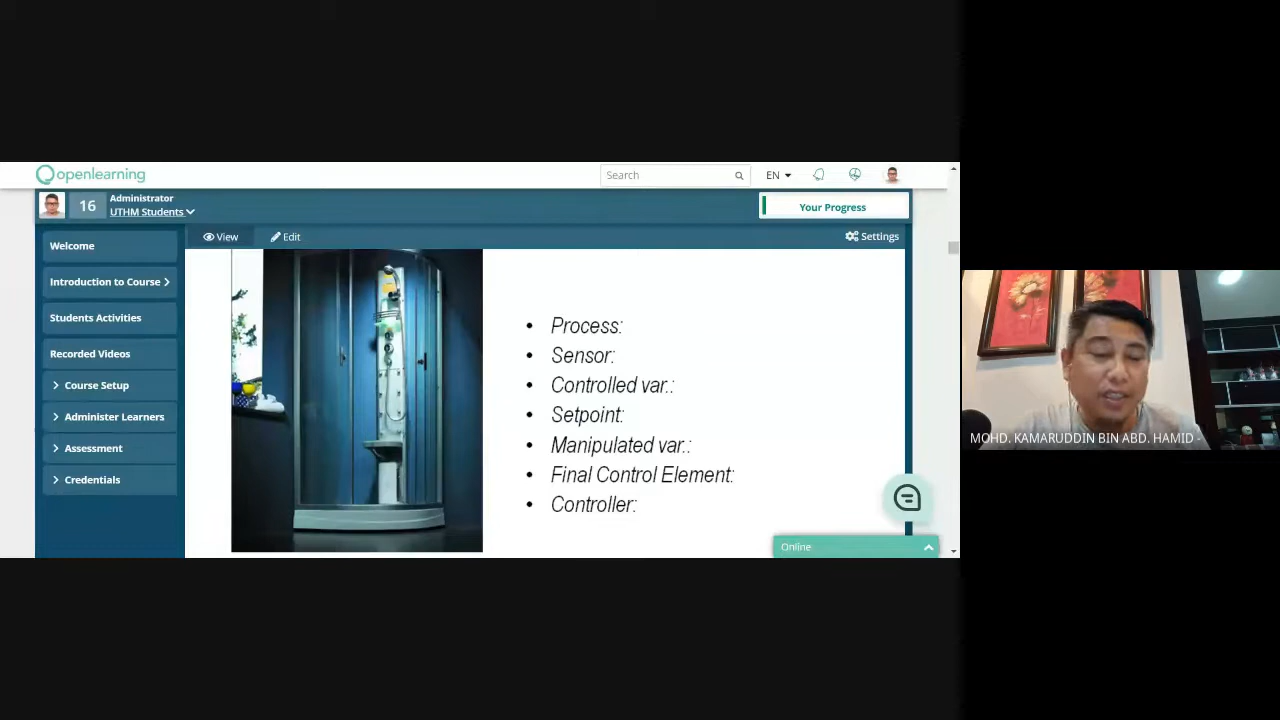 openlearning
Search
EN
16
Administrator
UTHM Students
Your Progress
View
Edit
Settings
Welcome
Introduction to Course
Students Activities
Recorded Videos
Course Setup
Administer Learners
Assessment
Credentials
• Process:
• Sensor:
• Controlled var.:
• Setpoint:
• Manipulated var.:
• Final Control Element:
• Controller:
Online
MOHD. KAMARUDDIN BIN ABD. HAMID -